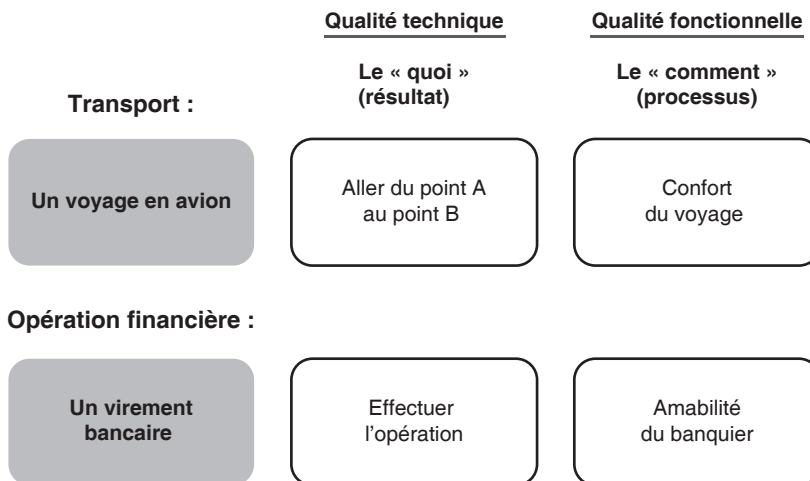 Qualité technique
Qualité fonctionnelle
Le « quoi »
(résultat)
Le « comment »
(processus)
Transport :
Un voyage en avion
Aller du point A
au point B
Confort
du voyage
Opération financière :
Un virement
bancaire
Effectuer
l’opération
Amabilité
du banquier